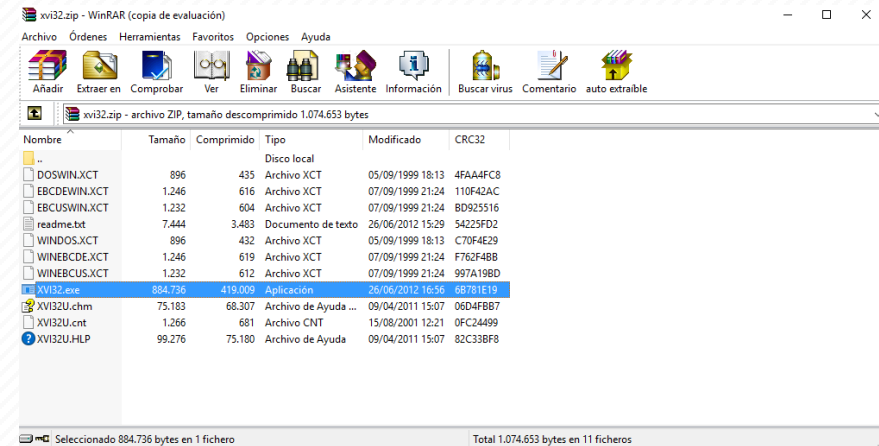 xvi32.zip - WinRAR (copia de evaluación)
Archivo Órdenes Herramientas Favoritos Opciones Ayuda
Añadir Extraer en Comprobar Ver Eliminar Buscar Asistente Información Buscar virus Comentario auto extraíble
xvi32.zip - archivo ZIP, tamaño descomprimido 1.074.653 bytes
Nombre Tamaño Comprimido Tipo Modificado CRC32
.. Disco local
DOSWIN.XCT 896 435 Archivo XCT 05/09/1999 18:13 4FAA4FC8
EBCDEWIN.XCT 1.246 616 Archivo XCT 07/09/1999 21:24 110F42AC
EBCUSWIN.XCT 1.232 604 Archivo XCT 07/09/1999 21:24 BD925516
readme.txt 7.444 3.483 Documento de texto 26/06/2012 15:29 54225FD2
WINDOS.XCT 896 432 Archivo XCT 05/09/1999 18:13 C70F4E29
WINEBCDE.XCT 1.246 619 Archivo XCT 07/09/1999 21:24 F762F4BB
WINEBCUS.XCT 1.232 612 Archivo XCT 07/09/1999 21:24 997A19BD
XVI32.exe 884.736 419.009 Aplicación 26/06/2012 16:56 6B781E19
XVI32U.chm 75.183 68.307 Archivo de Ayuda ... 09/04/2011 15:07 06D4FBB7
XVI32U.cnt 1.266 681 Archivo CNT 15/08/2001 12:21 0FC24499
XVI32U.HLP 99.276 75.180 Archivo de Ayuda 09/04/2011 15:07 82C33BF8
Seleccionado 884.736 bytes en 1 fichero Total 1.074.653 bytes en 11 ficheros